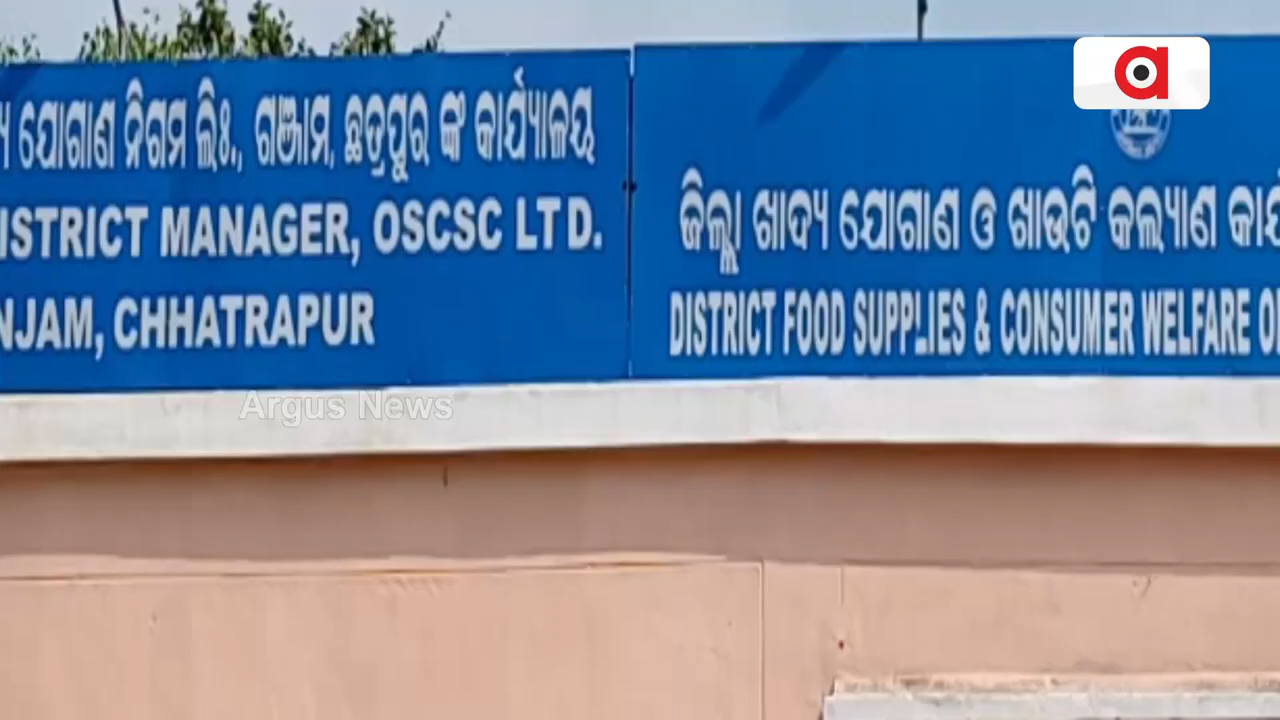 ଯୋଗାଣ ନିଗମ ଲିଃ., ଗଞ୍ଜାମ, ଛତ୍ରପୁର ଙ୍କ କାର୍ଯ୍ୟାଳୟ
ISTRICT MANAGER, OSCSC LTD.
NJAM, CHHATRAPUR
ଜିଲ୍ଲା ଖାଦ୍ୟ ଯୋଗାଣ ଓ ଖାଉଟି କଲ୍ୟାଣ
DISTRICT FOOD SUPPLIES & CONSUMER WELFARE
a
Argus News